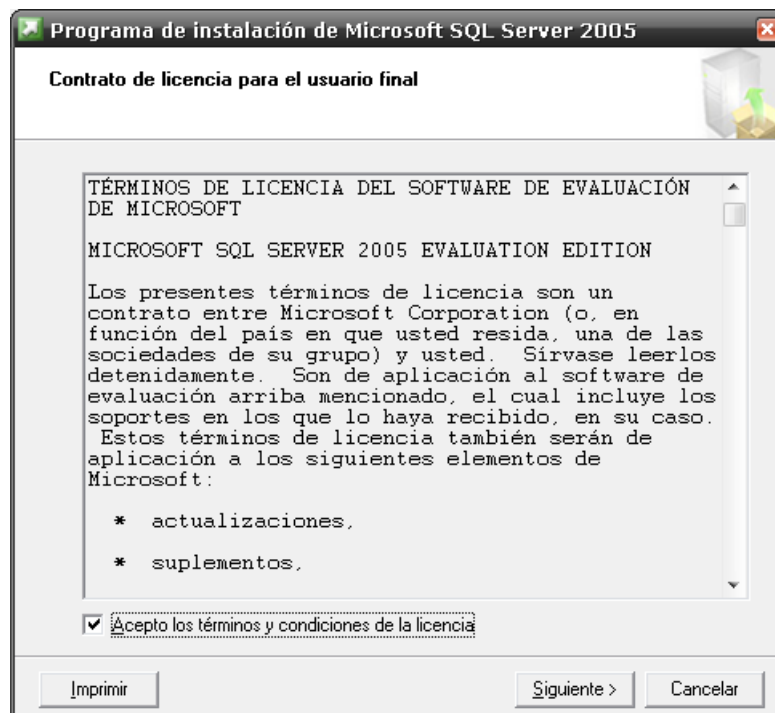 Programa de instalación de Microsoft SQL Server 2005
Contrato de licencia para el usuario final
TÉRMINOS DE LICENCIA DEL SOFTWARE DE EVALUACIÓN
DE MICROSOFT
MICROSOFT SQL SERVER 2005 EVALUATION EDITION
Los presentes términos de licencia son un
contrato entre Microsoft Corporation (o, en
función del país en que usted resida, una de las
sociedades de su grupo) y usted.  Sírvase leerlos
detenidamente.  Son de aplicación al software de
evaluación arriba mencionado, el cual incluye los
soportes en los que lo haya recibido, en su caso.
Estos términos de licencia también serán de
aplicación a los siguientes elementos de
Microsoft:
* actualizaciones,
* suplementos,
Acepto los términos y condiciones de la licencia
Imprimir
Siguiente >
Cancelar